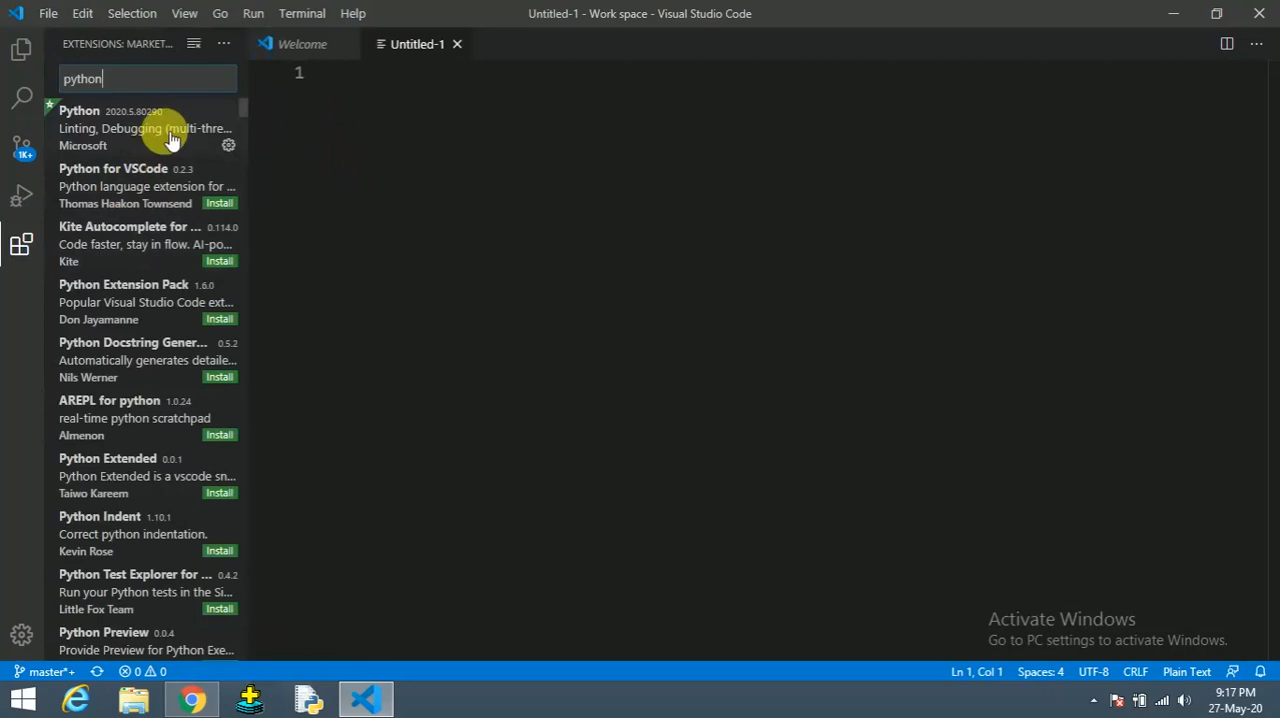 File Edit Selection View Go Run Terminal Help
Untitled-1 - Work space - Visual Studio Code
EXTENSIONS: MARKET...
Welcome
Untitled-1
python
1
Python 2020.5.80290
Linting, Debugging (multi-thre...
Microsoft
Python for VSCode 0.2.3
Python language extension for ...
Thomas Haakon Townsend Install
Kite Autocomplete for ... 0.114.0
Code faster, stay in flow. AI-po...
Kite Install
Python Extension Pack 1.6.0
Popular Visual Studio Code ext...
Don Jayamanne Install
Python Docstring Gener... 0.5.2
Automatically generates detaile...
Nils Werner Install
AREPL for python 1.0.24
real-time python scratchpad
Almenon Install
Python Extended 0.0.1
Python Extended is a vscode sn...
Taiwo Kareem Install
Python Indent 1.10.1
Correct python indentation.
Kevin Rose Install
Python Test Explorer for ... 0.4.2
Run your Python tests in the Si...
Little Fox Team Install
Python Preview 0.0.4
Provide Preview for Python Exe...
1K+
Activate Windows
Go to PC settings to activate Windows.
master*+ 0 0 Ln 1, Col 1 Spaces: 4 UTF-8 CRLF Plain Text
9:17 PM
27-May-20